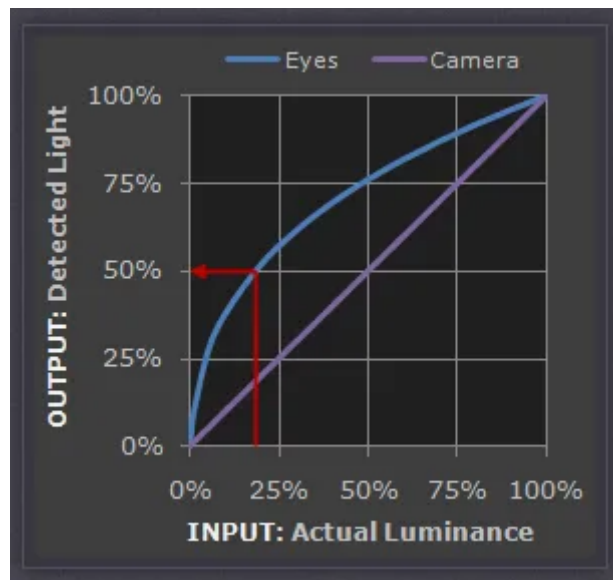 Eyes Camera
100%
75%
50%
25%
0%
OUTPUT: Detected Light
0% 25% 50% 75% 100%
INPUT: Actual Luminance